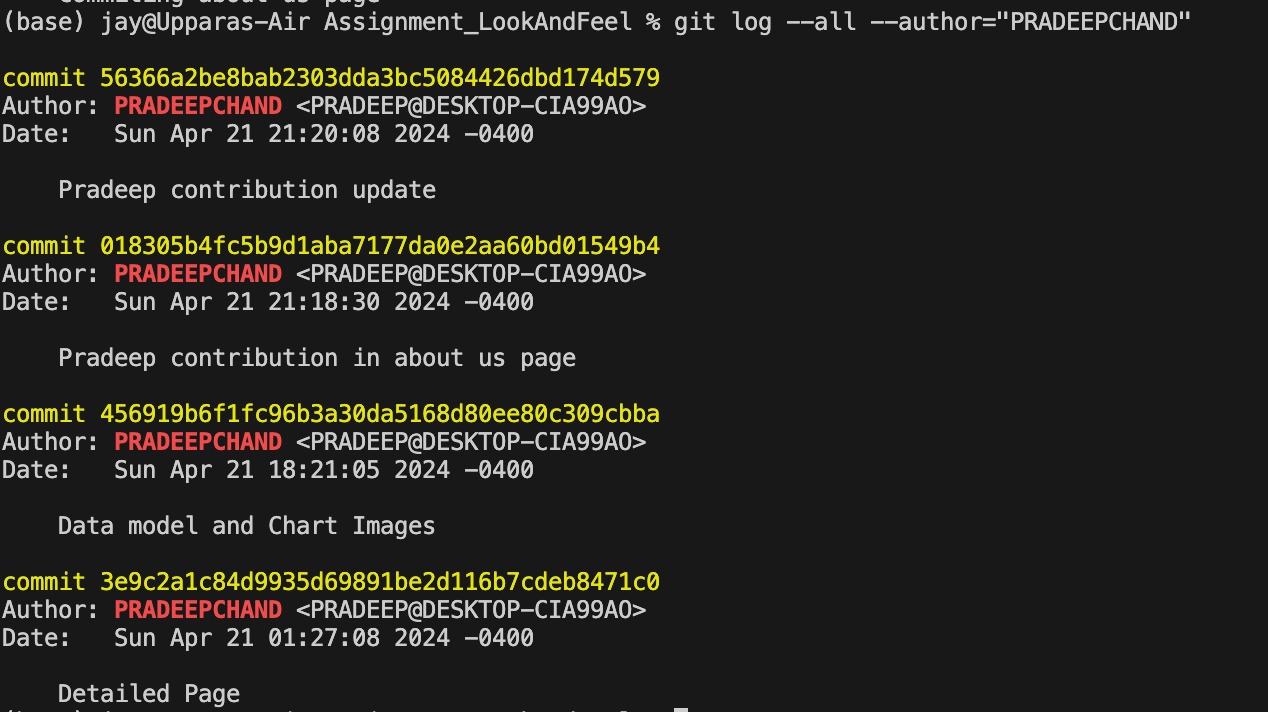 committing about us page
(base) jay@Upparas-Air Assignment_LookAndFeel % git log --all --author="PRADEEPCHAND"
commit 56366a2be8bab2303dda3bc5084426dbd174d579
Author: PRADEEPCHAND <PRADEEP@DESKTOP-CIA99AO>
Date:   Sun Apr 21 21:20:08 2024 -0400
    Pradeep contribution update
commit 018305b4fc5b9d1aba7177da0e2aa60bd01549b4
Author: PRADEEPCHAND <PRADEEP@DESKTOP-CIA99AO>
Date:   Sun Apr 21 21:18:30 2024 -0400
    Pradeep contribution in about us page
commit 456919b6f1fc96b3a30da5168d80ee80c309cbba
Author: PRADEEPCHAND <PRADEEP@DESKTOP-CIA99AO>
Date:   Sun Apr 21 18:21:05 2024 -0400
    Data model and Chart Images
commit 3e9c2a1c84d9935d69891be2d116b7cdeb8471c0
Author: PRADEEPCHAND <PRADEEP@DESKTOP-CIA99AO>
Date:   Sun Apr 21 01:27:08 2024 -0400
    Detailed Page